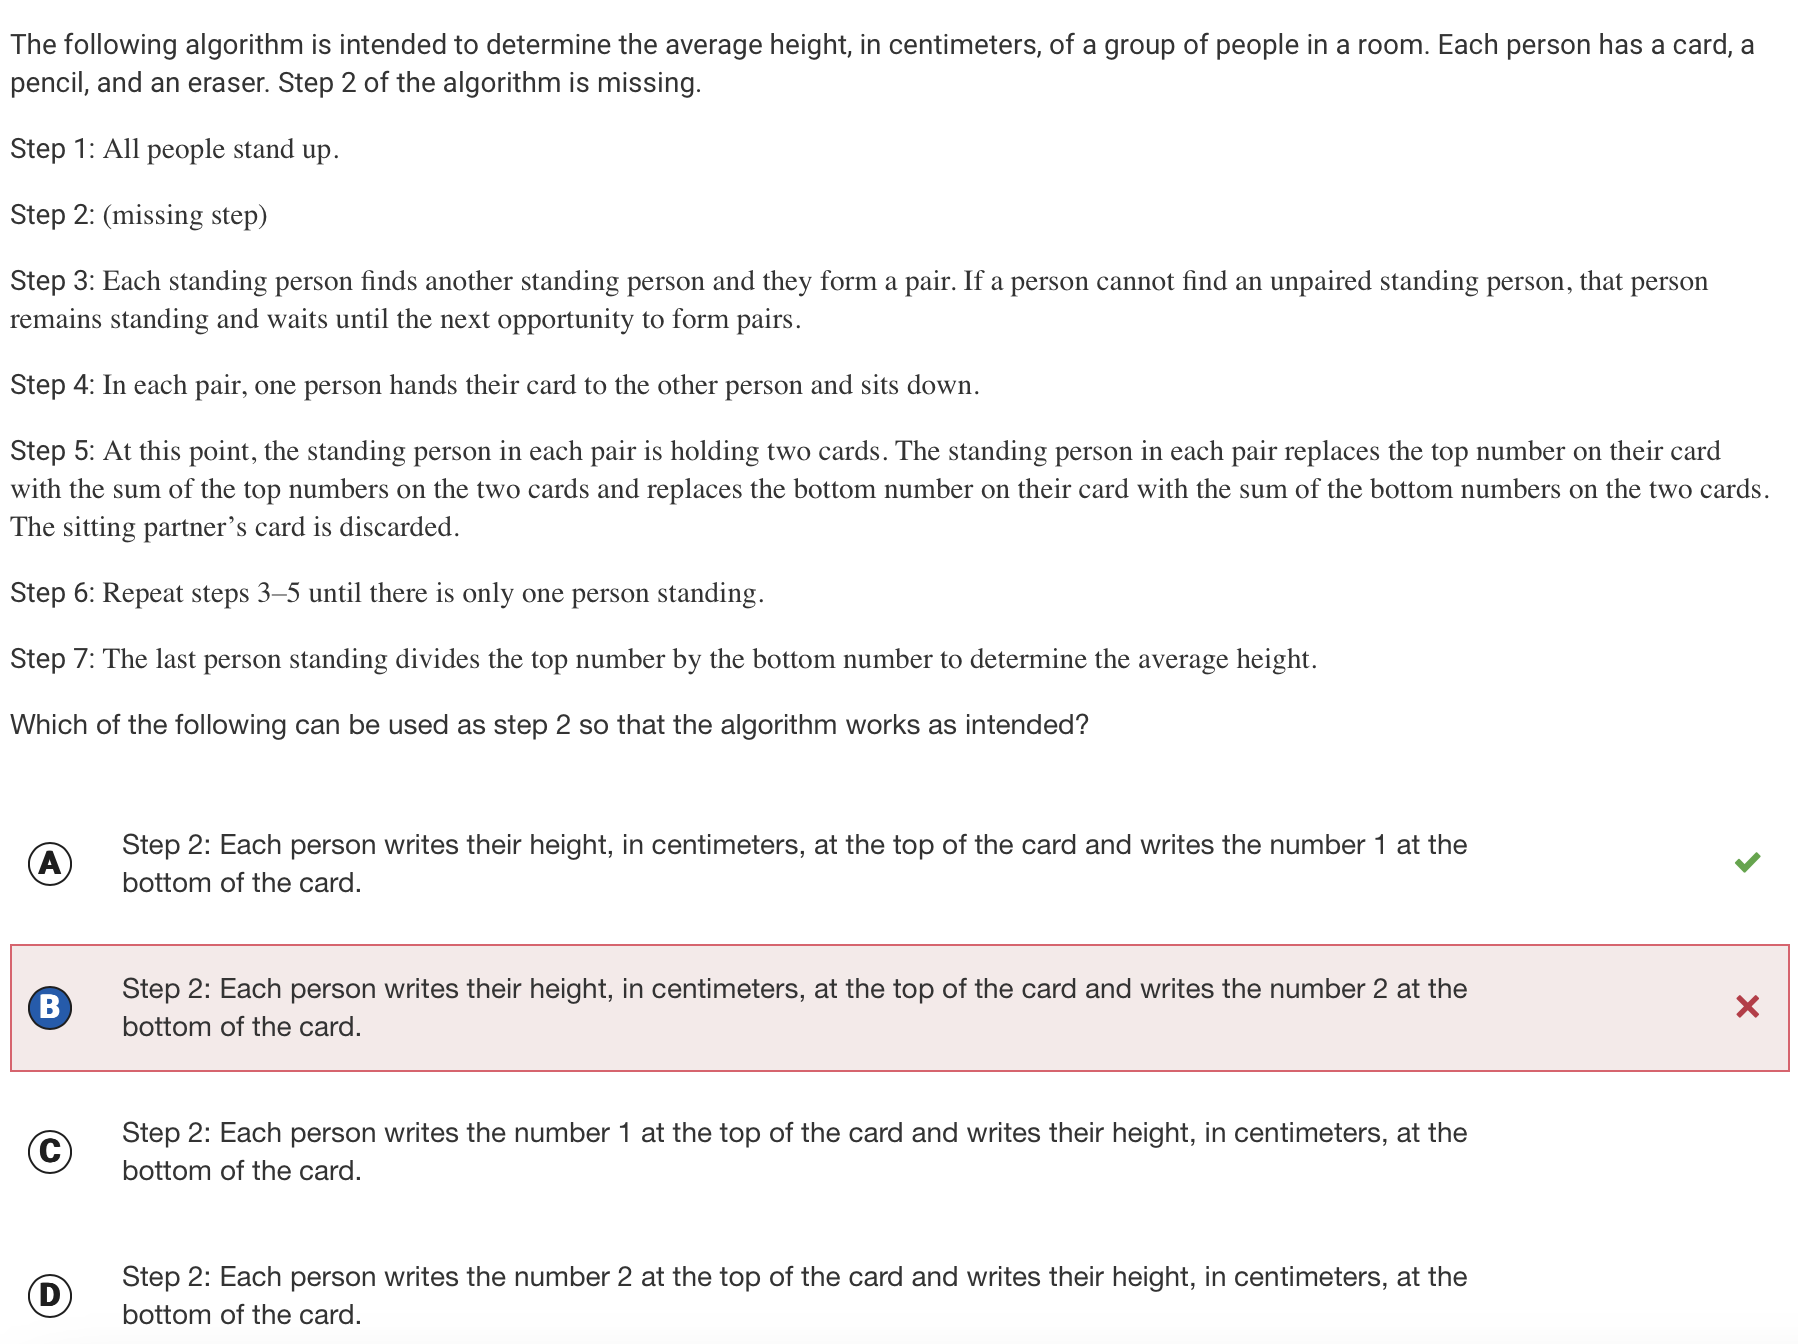 The following algorithm is intended to determine the average height, in centimeters, of a group of people in a room. Each person has a card, a
pencil, and an eraser. Step 2 of the algorithm is missing.
Step 1: All people stand up.
Step 2: (missing step)
Step 3: Each standing person finds another standing person and they form a pair. If a person cannot find an unpaired standing person, that person
remains standing and waits until the next opportunity to form pairs.
Step 4: In each pair, one person hands their card to the other person and sits down.
Step 5: At this point, the standing person in each pair is holding two cards. The standing person in each pair replaces the top number on their card
with the sum of the top numbers on the two cards and replaces the bottom number on their card with the sum of the bottom numbers on the two cards.
The sitting partner’s card is discarded.
Step 6: Repeat steps 3–5 until there is only one person standing.
Step 7: The last person standing divides the top number by the bottom number to determine the average height.
Which of the following can be used as step 2 so that the algorithm works as intended?
A Step 2: Each person writes their height, in centimeters, at the top of the card and writes the number 1 at the
bottom of the card.
B Step 2: Each person writes their height, in centimeters, at the top of the card and writes the number 2 at the
bottom of the card.
C Step 2: Each person writes the number 1 at the top of the card and writes their height, in centimeters, at the
bottom of the card.
D Step 2: Each person writes the number 2 at the top of the card and writes their height, in centimeters, at the
bottom of the card.